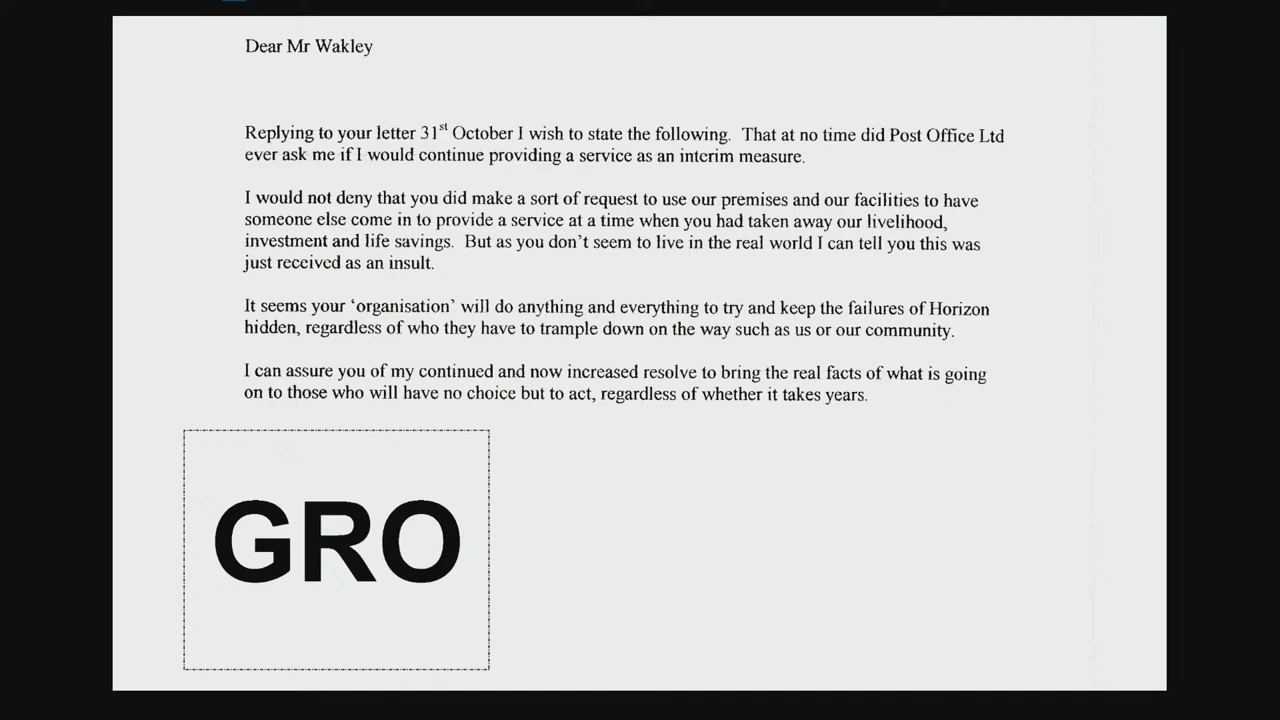 Dear Mr Wakley
Replying to your letter 31st October I wish to state the following. That at no time did Post Office Ltd
ever ask me if I would continue providing a service as an interim measure.
I would not deny that you did make a sort of request to use our premises and our facilities to have
someone else come in to provide a service at a time when you had taken away our livelihood,
investment and life savings. But as you don’t seem to live in the real world I can tell you this was
just received as an insult.
It seems your ‘organisation’ will do anything and everything to try and keep the failures of Horizon
hidden, regardless of who they have to trample down on the way such as us or our community.
I can assure you of my continued and now increased resolve to bring the real facts of what is going
on to those who will have no choice but to act, regardless of whether it takes years.
GRO